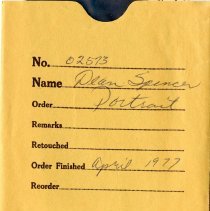 No. 02573
Name Dean Spencer
Order Portrait
Remarks
Retouched
Order Finished April 1977
Reorder